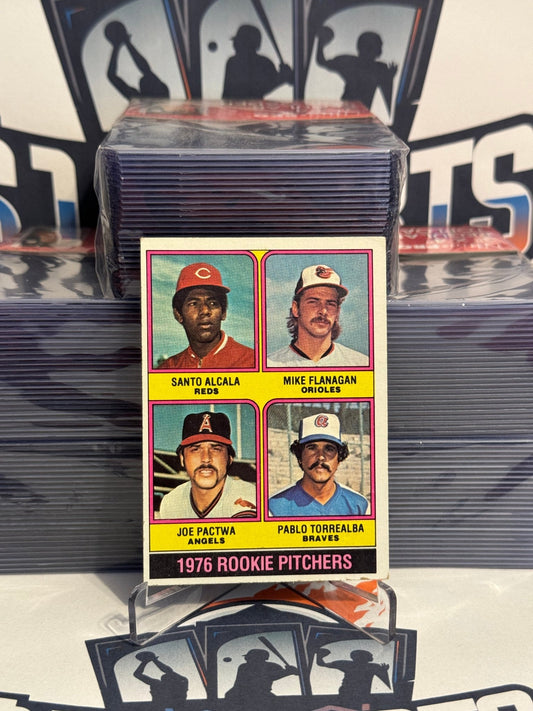 SANTO ALCALA
REDS
MIKE FLANAGAN
ORIOLES
JOE PACTWA
ANGELS
PABLO TORREALBA
BRAVES
1976 ROOKIE PITCHERS